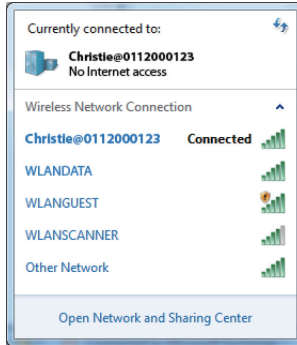 Currently connected to:
Christie@0112000123
No Internet access
Wireless Network Connection
Christie@0112000123 Connected
WLANDATA
WLANGUEST
WLANSCANNER
Other Network
Open Network and Sharing Center